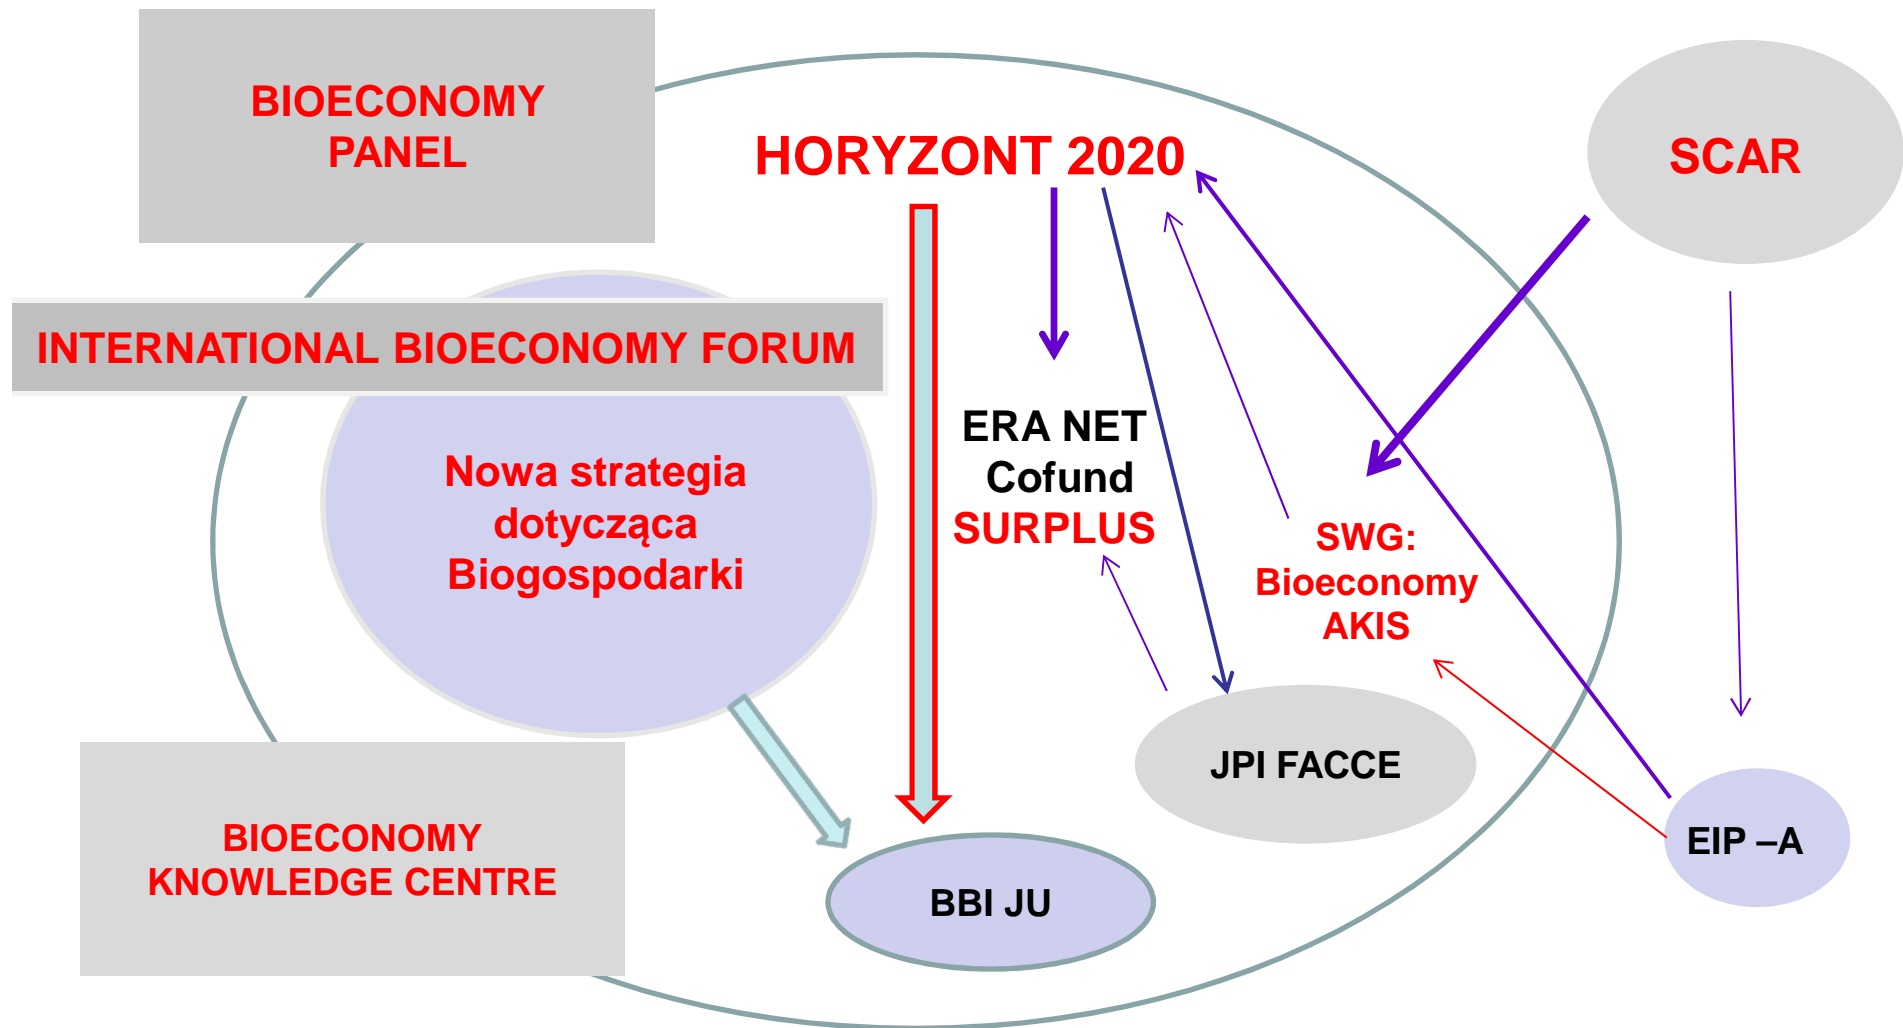 BIOECONOMY
PANEL
HORYZONT 2020
SCAR
INTERNATIONAL BIOECONOMY FORUM
Nowa strategia
dotycząca
Biogospodarki
ERA NET
Cofund
SURPLUS
SWG:
Bioeconomy
AKIS
JPI FACCE
EIP –A
BIOECONOMY
KNOWLEDGE CENTRE
BBI JU